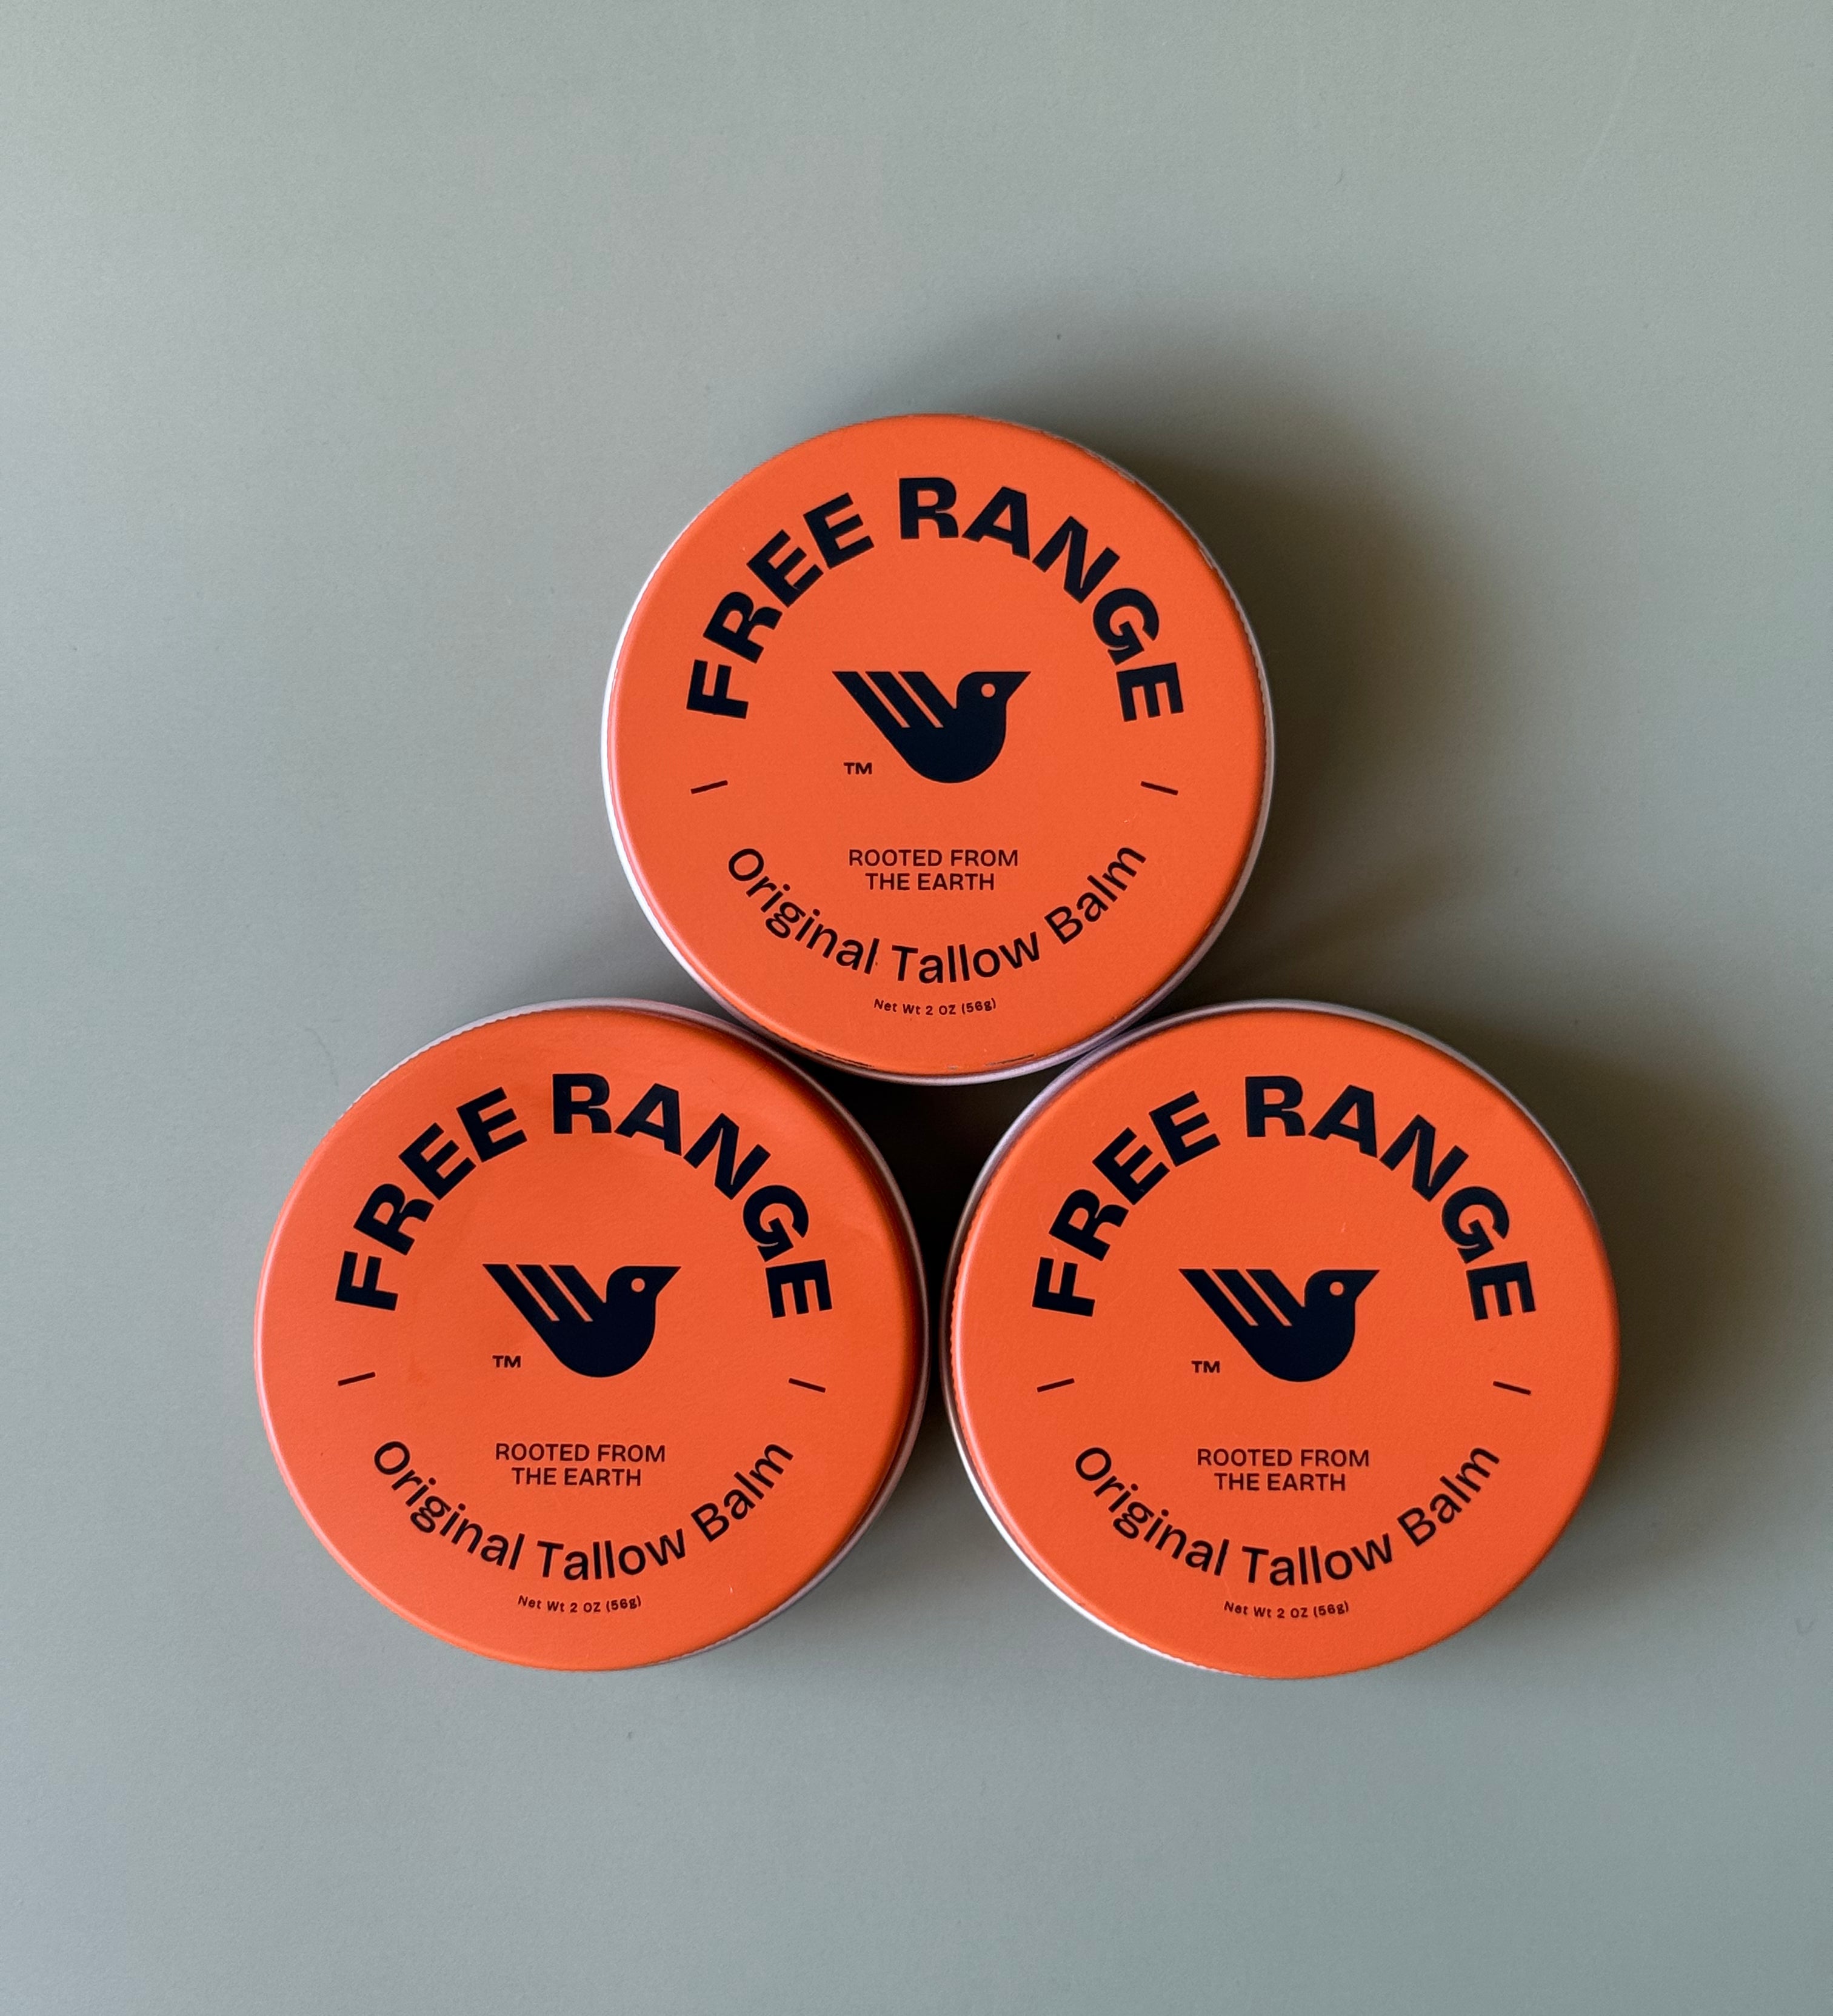 FREE RANGE
TM
ROOTED FROM
THE EARTH
Original Tallow Balm
Net Wt 2 OZ (56g)
FREE RANGE
TM
ROOTED FROM
THE EARTH
Original Tallow Balm
Net Wt 2 OZ (56g)
FREE RANGE
TM
ROOTED FROM
THE EARTH
Original Tallow Balm
Net Wt 2 OZ (56g)